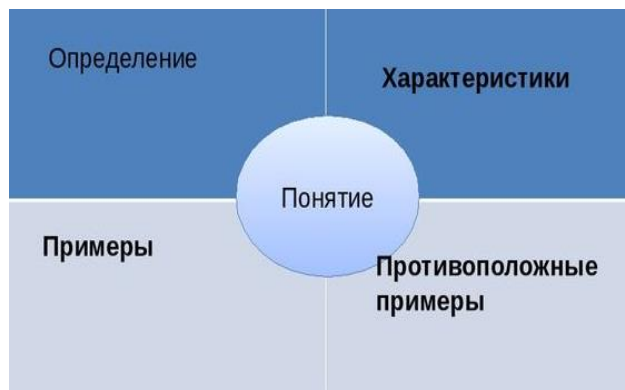 Определение
Характеристики
Понятие
Примеры
Противоположные
примеры